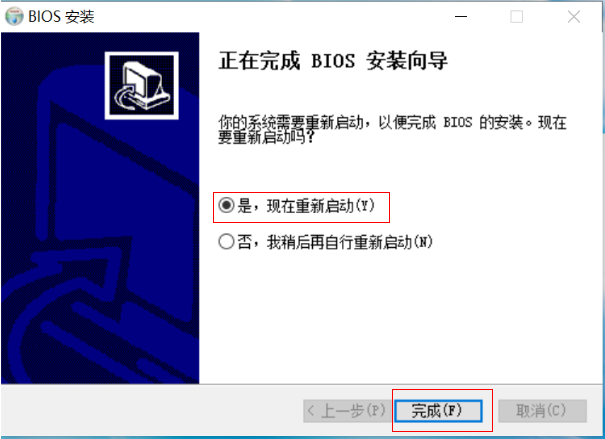 BIOS 安装
正在完成 BIOS 安装向导
你的系统需要重新启动，以便完成 BIOS 的安装。现在
要重新启动吗？
是，现在重新启动(Y)
否，我稍后再自行重新启动(N)
< 上一步(P)
完成(F)
取消(C)